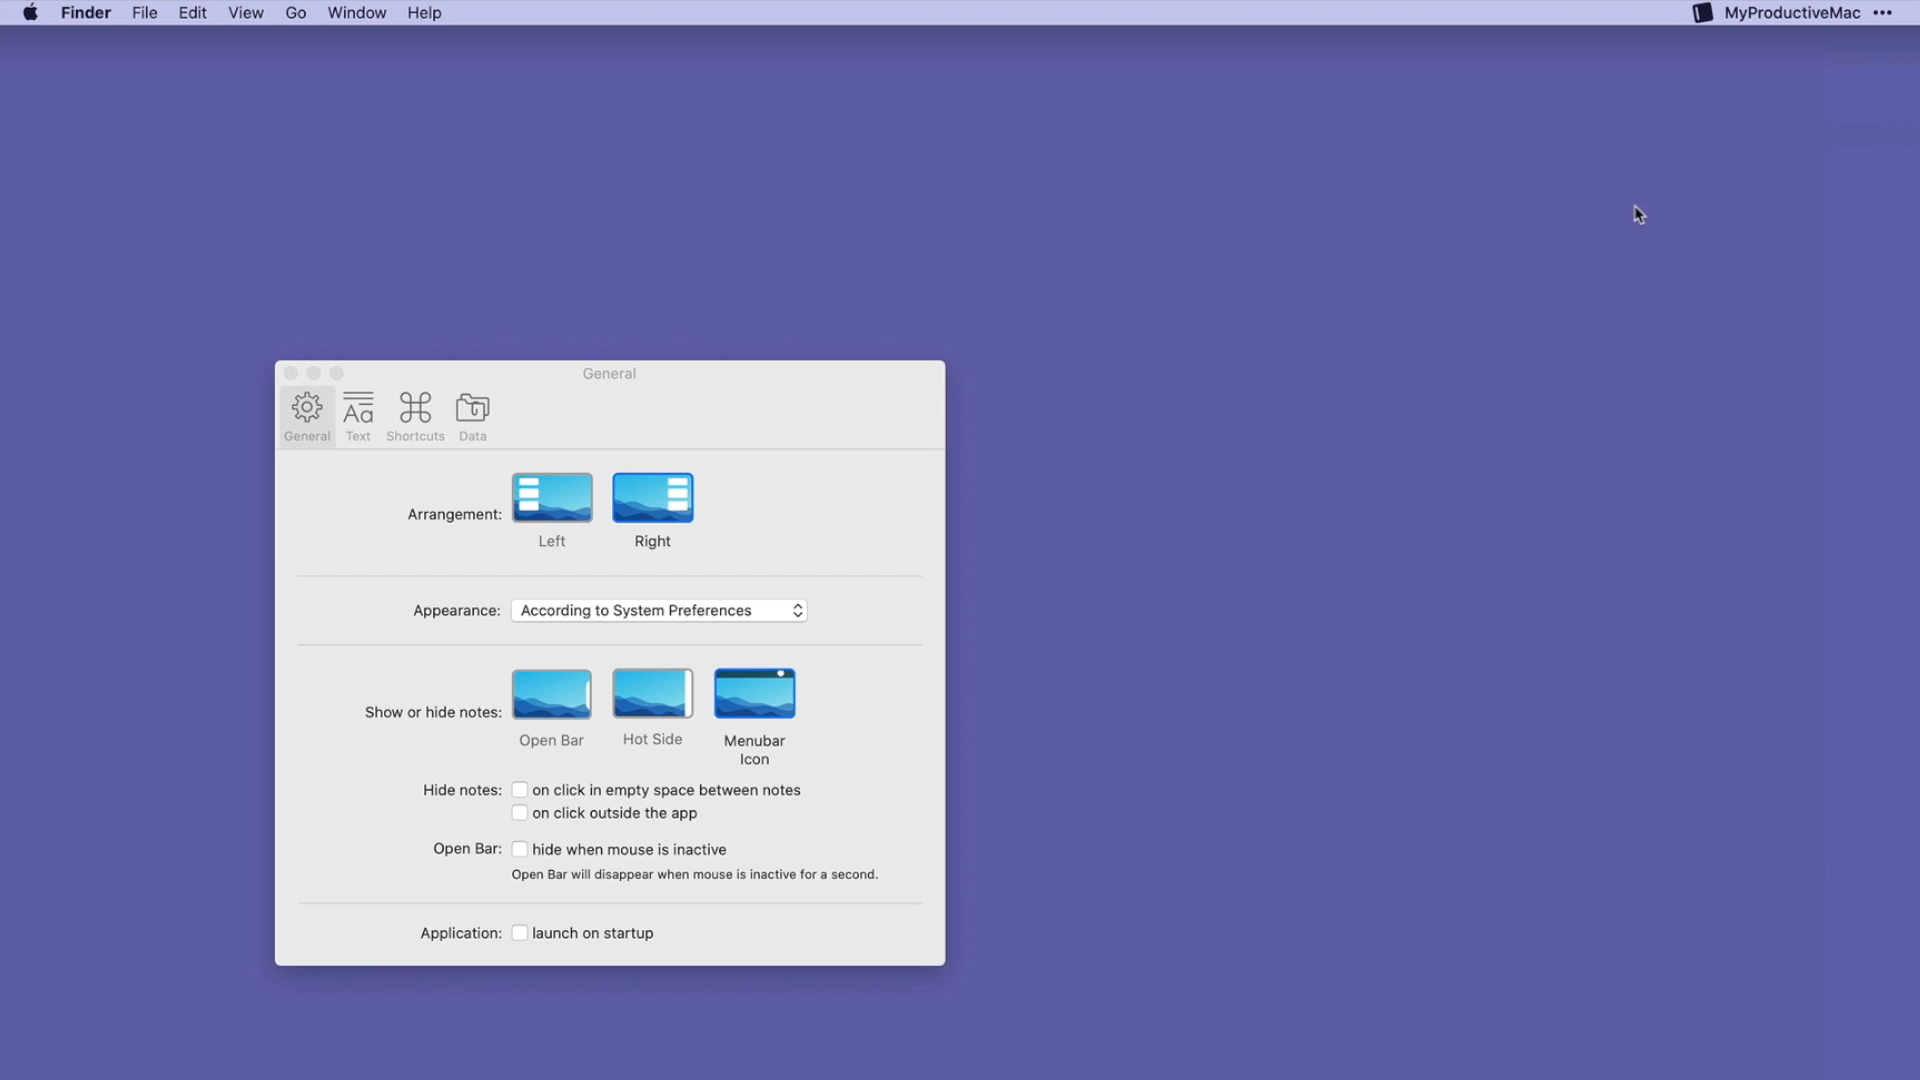 Finder File Edit View Go Window Help MyProductiveMac
General
General Text Shortcuts Data
Arrangement:
Left Right
Appearance: According to System Preferences
Show or hide notes:
Open Bar Hot Side Menubar Icon
Hide notes: on click in empty space between notes
on click outside the app
Open Bar: hide when mouse is inactive
Open Bar will disappear when mouse is inactive for a second.
Application: launch on startup